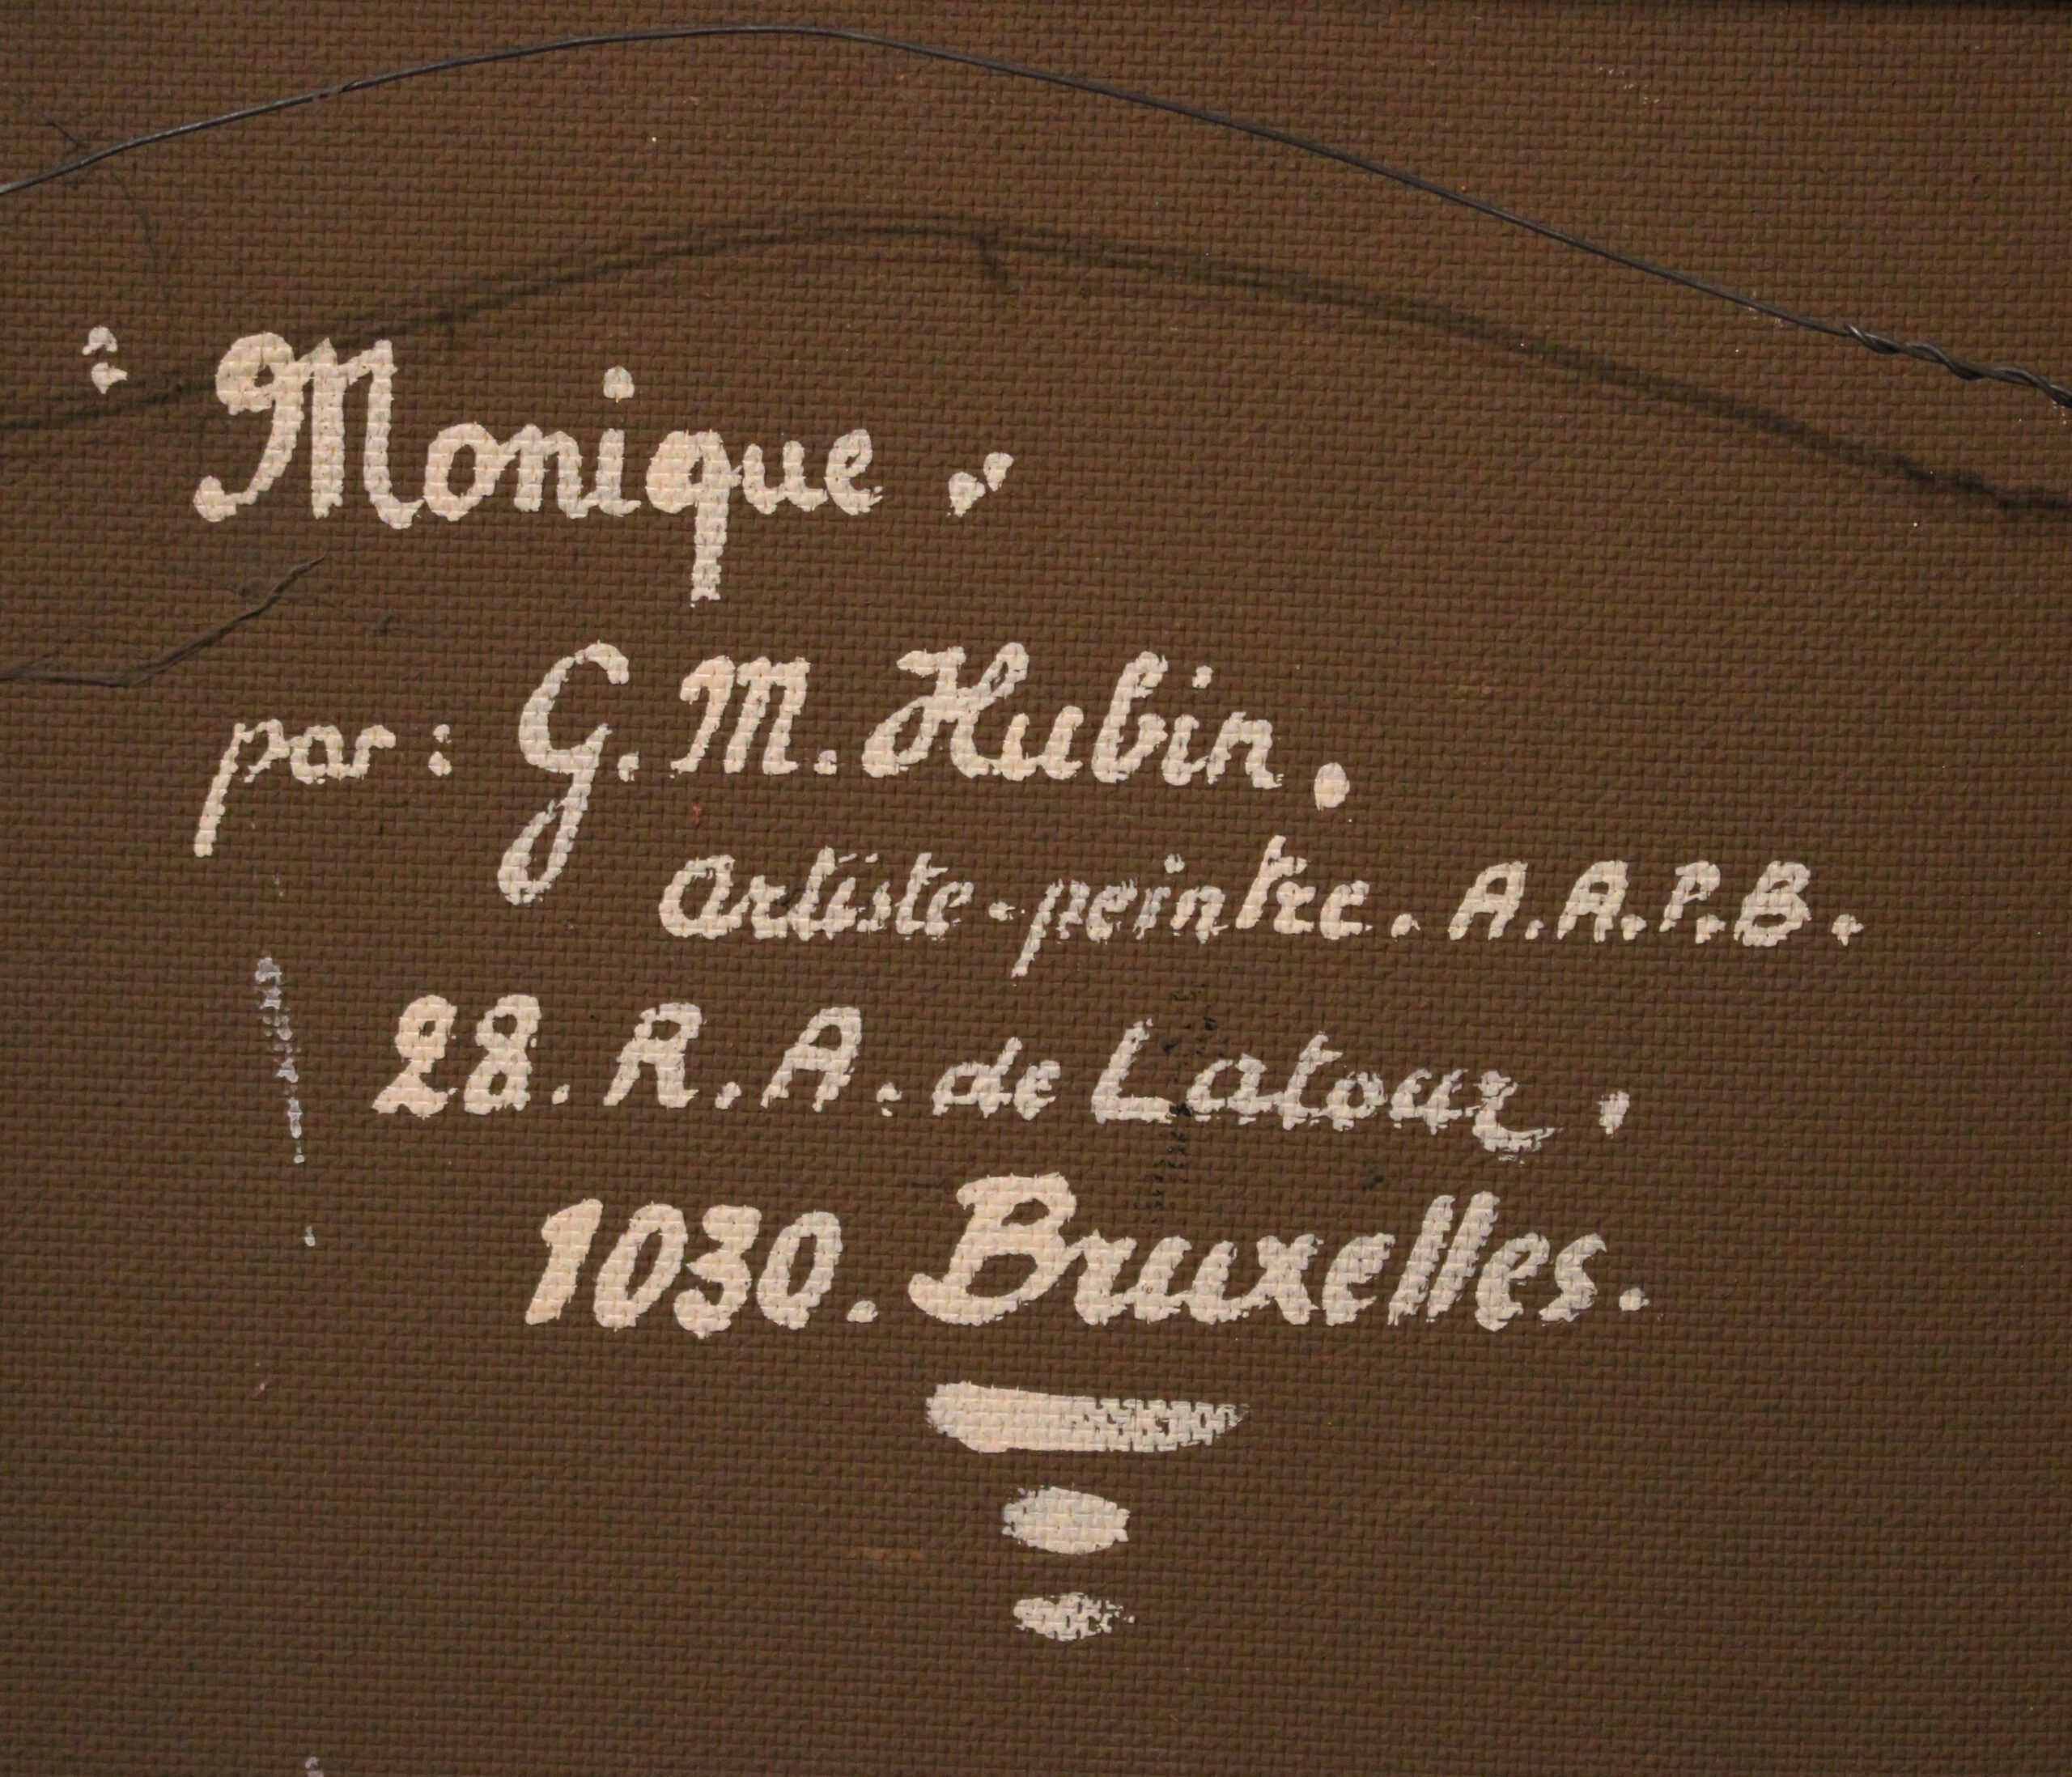 " Monique "
par : G. M. Hubin.
Artiste-peintre. A.A.P.B.
28. R. A. de Latour.
1030. Bruxelles.